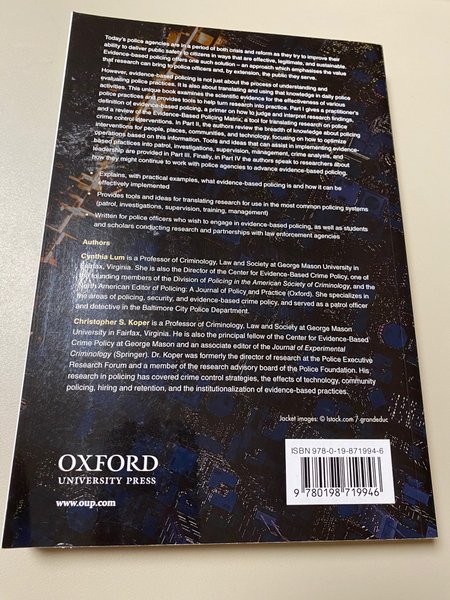 Today's police agencies are in a period of both crisis and reform as they try to improve their
ability to deliver public safety to citizens in ways that are effective, legitimate, and sustainable.
Evidence-based policing offers one such solution – an approach which emphasizes the value
that research can bring to police officers and, by extension, the public they serve.
However, evidence-based policing is not just about the process of understanding and
evaluating police practices. It is also about translating and using that knowledge in daily police
activities. This unique book examines the scientific evidence for the effectiveness of various
police practices and provides tools to help turn research into practice. Part I gives a practitioner's
definition of evidence-based policing, a primer on how to judge and interpret research findings,
and a review of the Evidence-Based Policing Matrix, a tool for translating research on police
crime control interventions. In Part II, the authors review the breadth of knowledge about policing
interventions for people, places, communities, and technology, focusing on how to optimize
operations based on this information. Tools and ideas that can assist in implementing evidence-
based practices into patrol, investigations, supervision, management, crime analysis, and
leadership are provided in Part III. Finally, in Part IV the authors speak to researchers about
how they might continue to work with police agencies to advance evidence-based policing.
• Explains, with practical examples, what evidence-based policing is and how it can be
effectively implemented
• Provides tools and ideas for translating research for use in the most common policing systems
(patrol, investigations, supervision, training, management)
• Written for police officers who wish to engage in evidence-based policing, as well as students
and scholars conducting research and partnerships with law enforcement agencies
Authors
Cynthia Lum is a Professor of Criminology, Law and Society at George Mason University in
Fairfax, Virginia. She is also the Director of the Center for Evidence-Based Crime Policy, one of
the founding members of the Division of Policing in the American Society of Criminology, and the
North American Editor of Policing: A Journal of Policy and Practice (Oxford). She specializes in
the areas of policing, security, and evidence-based crime policy, and served as a patrol officer
and detective in the Baltimore City Police Department.
Christopher S. Koper is a Professor of Criminology, Law and Society at George Mason
University in Fairfax, Virginia. He is also the principal fellow of the Center for Evidence-Based
Crime Policy at George Mason and an associate editor of the Journal of Experimental
Criminology (Springer). Dr. Koper was formerly the director of research at the Police Executive
Research Forum and a member of the research advisory board of the Police Foundation. His
research in policing has covered crime control strategies, the effects of technology, community
policing, hiring and retention, and the institutionalization of evidence-based practices.
Jacket images: © Istock.com / grandeduc
OXFORD
UNIVERSITY PRESS
www.oup.com
ISBN 978-0-19-871994-6
9 780198 719946